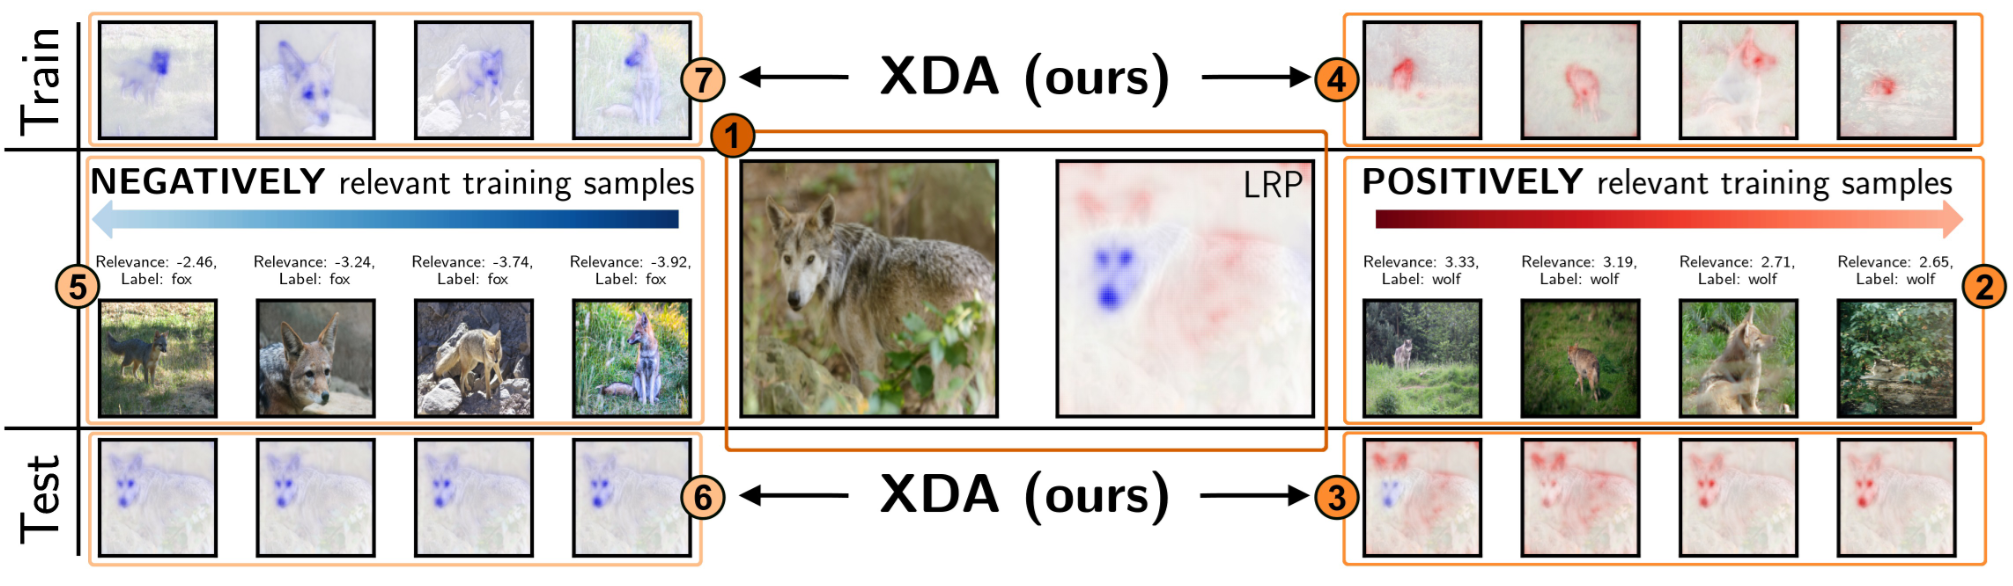 Train
7
XDA (ours)
4
1
NEGATIVELY relevant training samples
LRP
POSITIVELY relevant training samples
Relevance: -2.46,
Label: fox
Relevance: -3.24,
Label: fox
Relevance: -3.74,
Label: fox
Relevance: -3.92,
Label: fox
5
Relevance: 3.33,
Label: wolf
Relevance: 3.19,
Label: wolf
Relevance: 2.71,
Label: wolf
Relevance: 2.65,
Label: wolf
2
Test
6
XDA (ours)
3